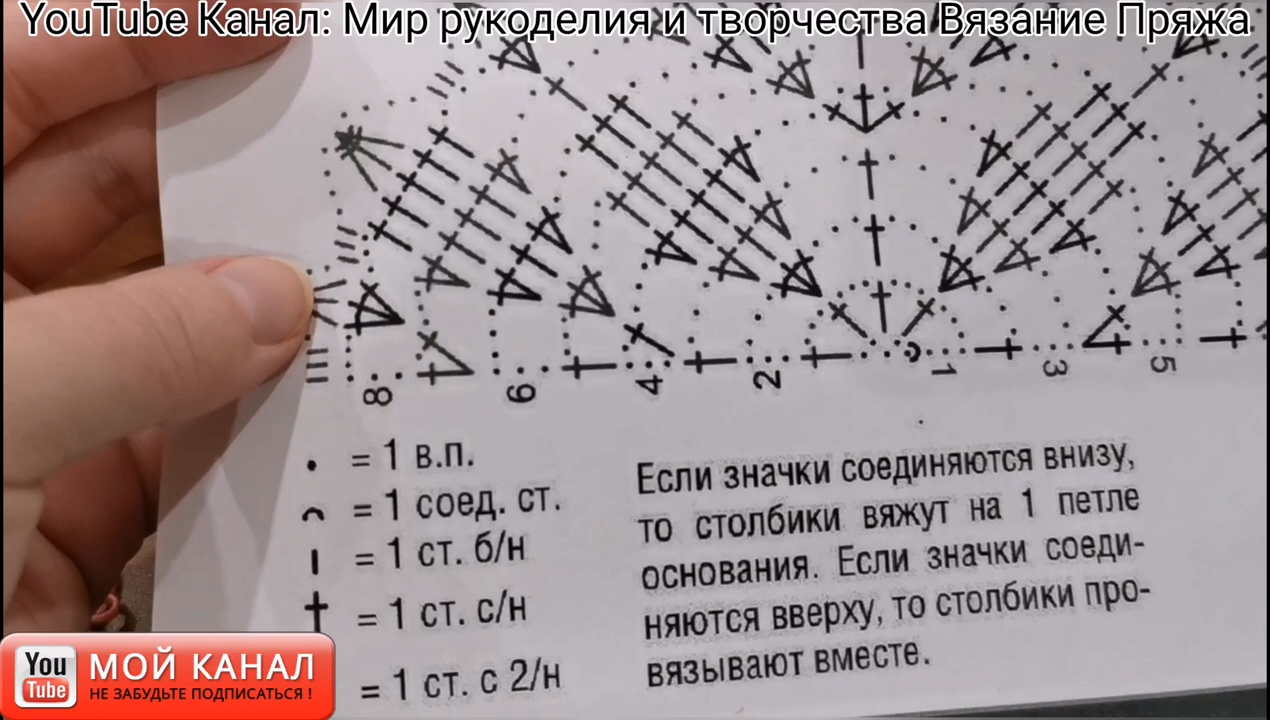 YouTube Канал: Мир рукоделия и творчества Вязание Пряжа
8 6 4 2 1 3 5
• = 1 в.п.
= 1 соед. ст.
= 1 ст. б/н
= 1 ст. с/н
= 1 ст. с 2/н
Если значки соединяются внизу,
то столбики вяжут на 1 петле
основания. Если значки соеди-
няются вверху, то столбики про-
вязывают вместе.
You
Tube
МОЙ КАНАЛ
НЕ ЗАБУДЬТЕ ПОДПИСАТЬСЯ !